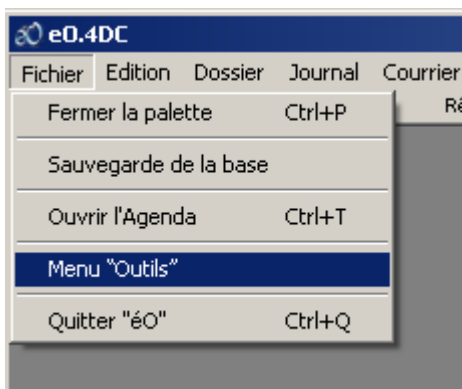 eO.4DC
Fichier Edition Dossier Journal Courrier
Ré
Fermer la palette Ctrl+P
Sauvegarde de la base
Ouvrir l'Agenda Ctrl+T
Menu “Outils”
Quitter "éO" Ctrl+Q